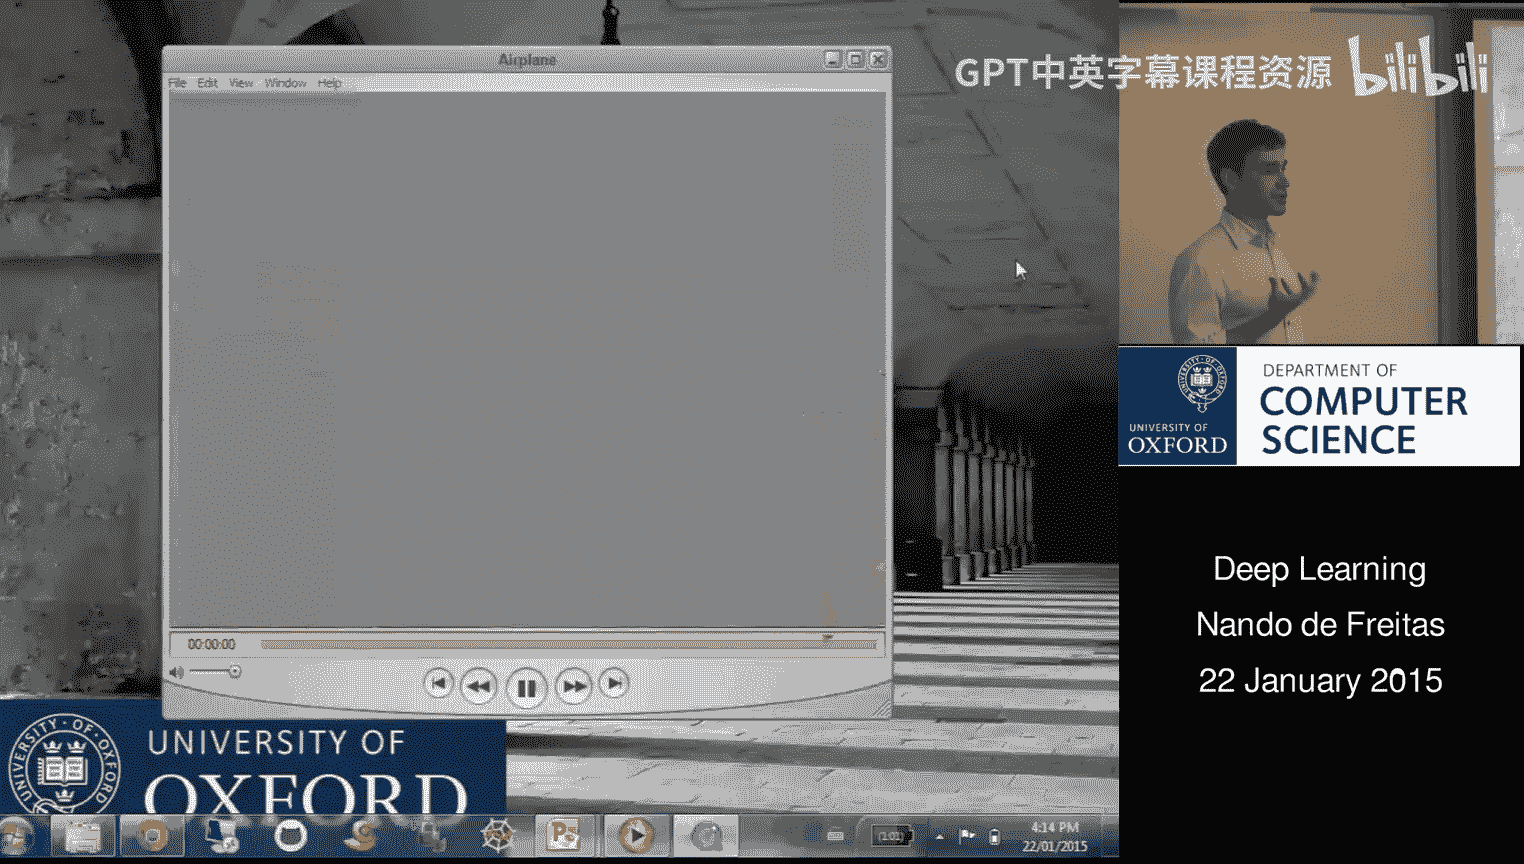 Airplane
File Edit View Window Help
GPT中英字幕课程资源 bilibili
00:00:00
UNIVERSITY OF
OXFORD
DEPARTMENT OF
COMPUTER
SCIENCE
UNIVERSITY OF
OXFORD
Deep Learning
Nando de Freitas
22 January 2015
4:14 PM
22/01/2015